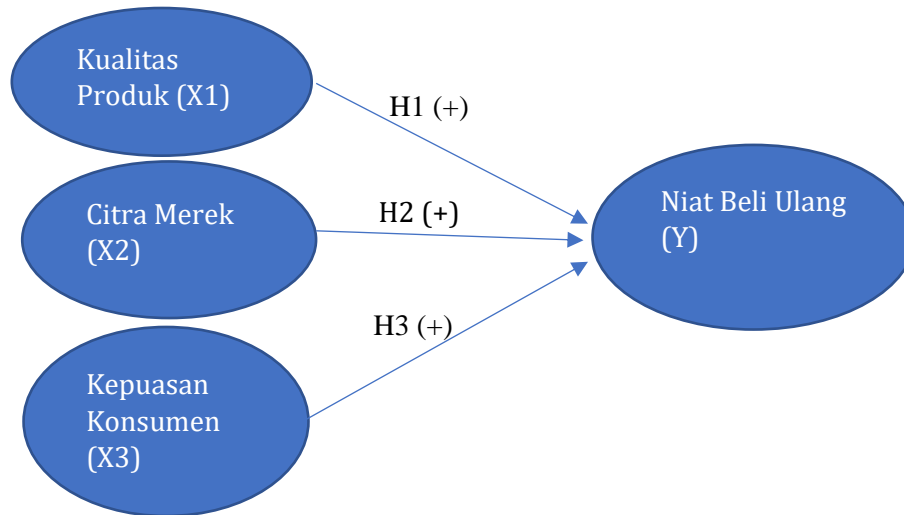 Kualitas
Produk (X1)
H1 (+)
Citra Merek
(X2)
H2 (+)
Niat Beli Ulang
(Y)
H3 (+)
Kepuasan
Konsumen
(X3)